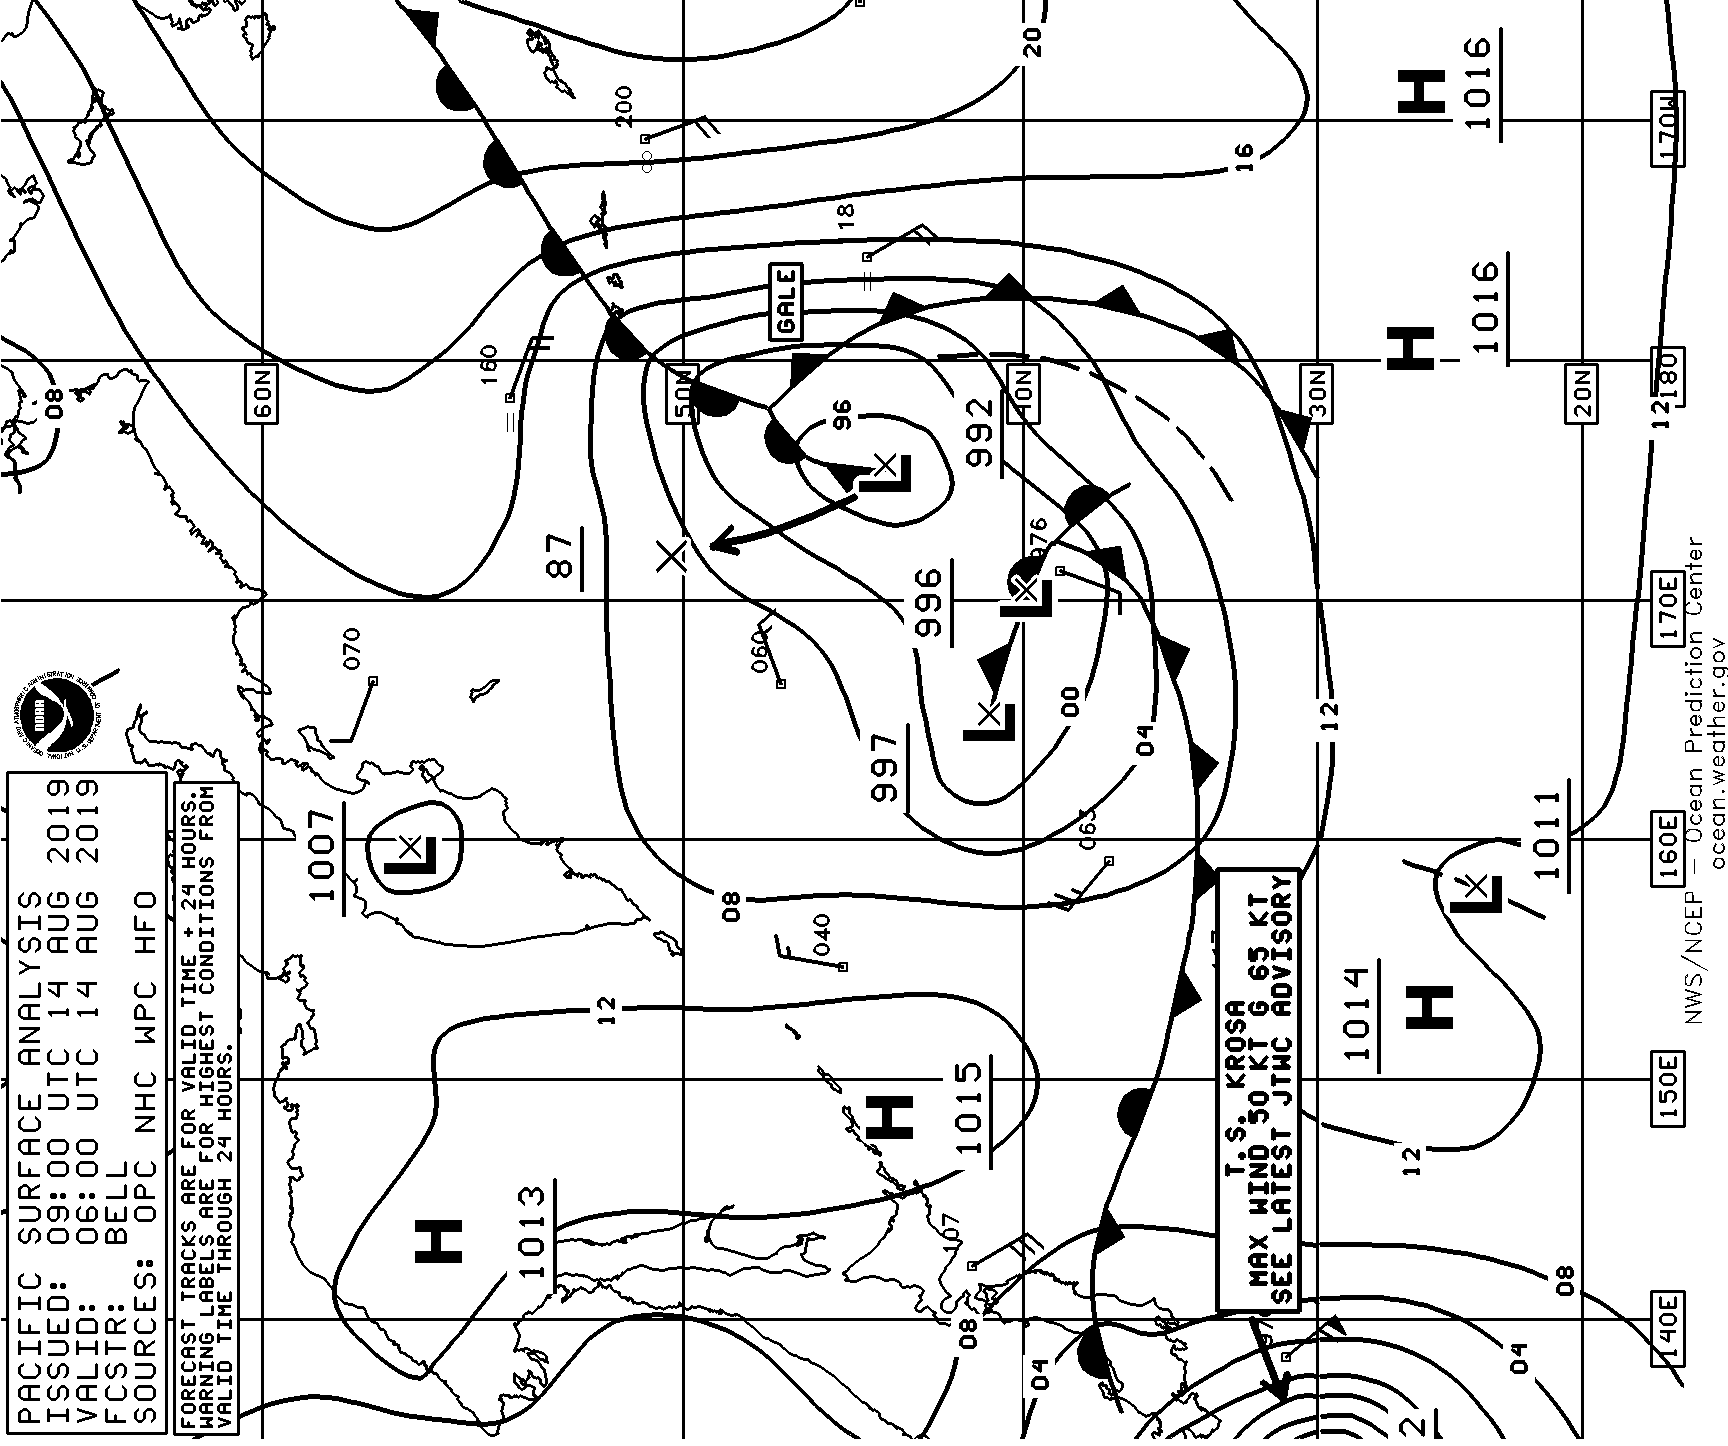 PACIFIC SURFACE ANALYSIS
ISSUED: 09:00 UTC 14 AUG 2019
VALID: 06:00 UTC 14 AUG 2019
FCSTR: BELL
SOURCES: OPC NHC WPC HFO
FORECAST TRACKS ARE FOR VALID TIME + 24 HOURS.
WARNING LABELS ARE FOR HIGHEST CONDITIONS FROM
VALID TIME THROUGH 24 HOURS.
NOAA
08
60N
1007
L
070
H
1013
12
160
87
50N
200
060
08
040
GALE
18
96
L
992
996
L
976
997
L
00
04
063
H
1015
107
08
04
20
40N
16
12
30N
T.S. KROSA
MAX WIND 50 KT G 65 KT
SEE LATEST JTWC ADVISORY
H
1016
H
1016
1014
H
12
L
1011
08
04
20N
12
170W
180
170E
160E
150E
140E
NWS/NCEP – Ocean Prediction Center
ocean.weather.gov